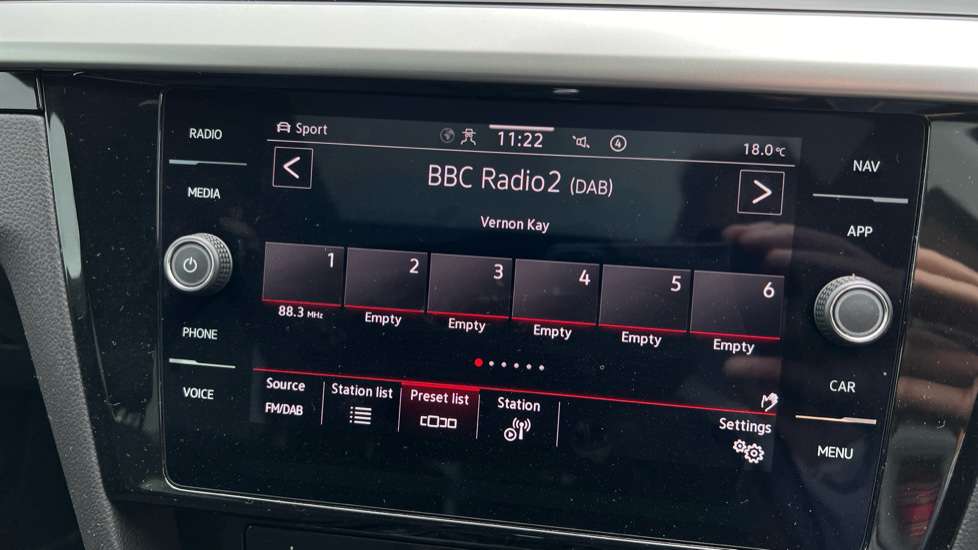 RADIO
MEDIA
PHONE
VOICE
Sport 11:22 4 18.0°C
BBC Radio2 (DAB)
Vernon Kay
1 2 3 4 5 6
88.3 MHz Empty Empty Empty Empty Empty
Source Station list Preset list Station
FM/DAB
Settings
NAV
APP
CAR
MENU